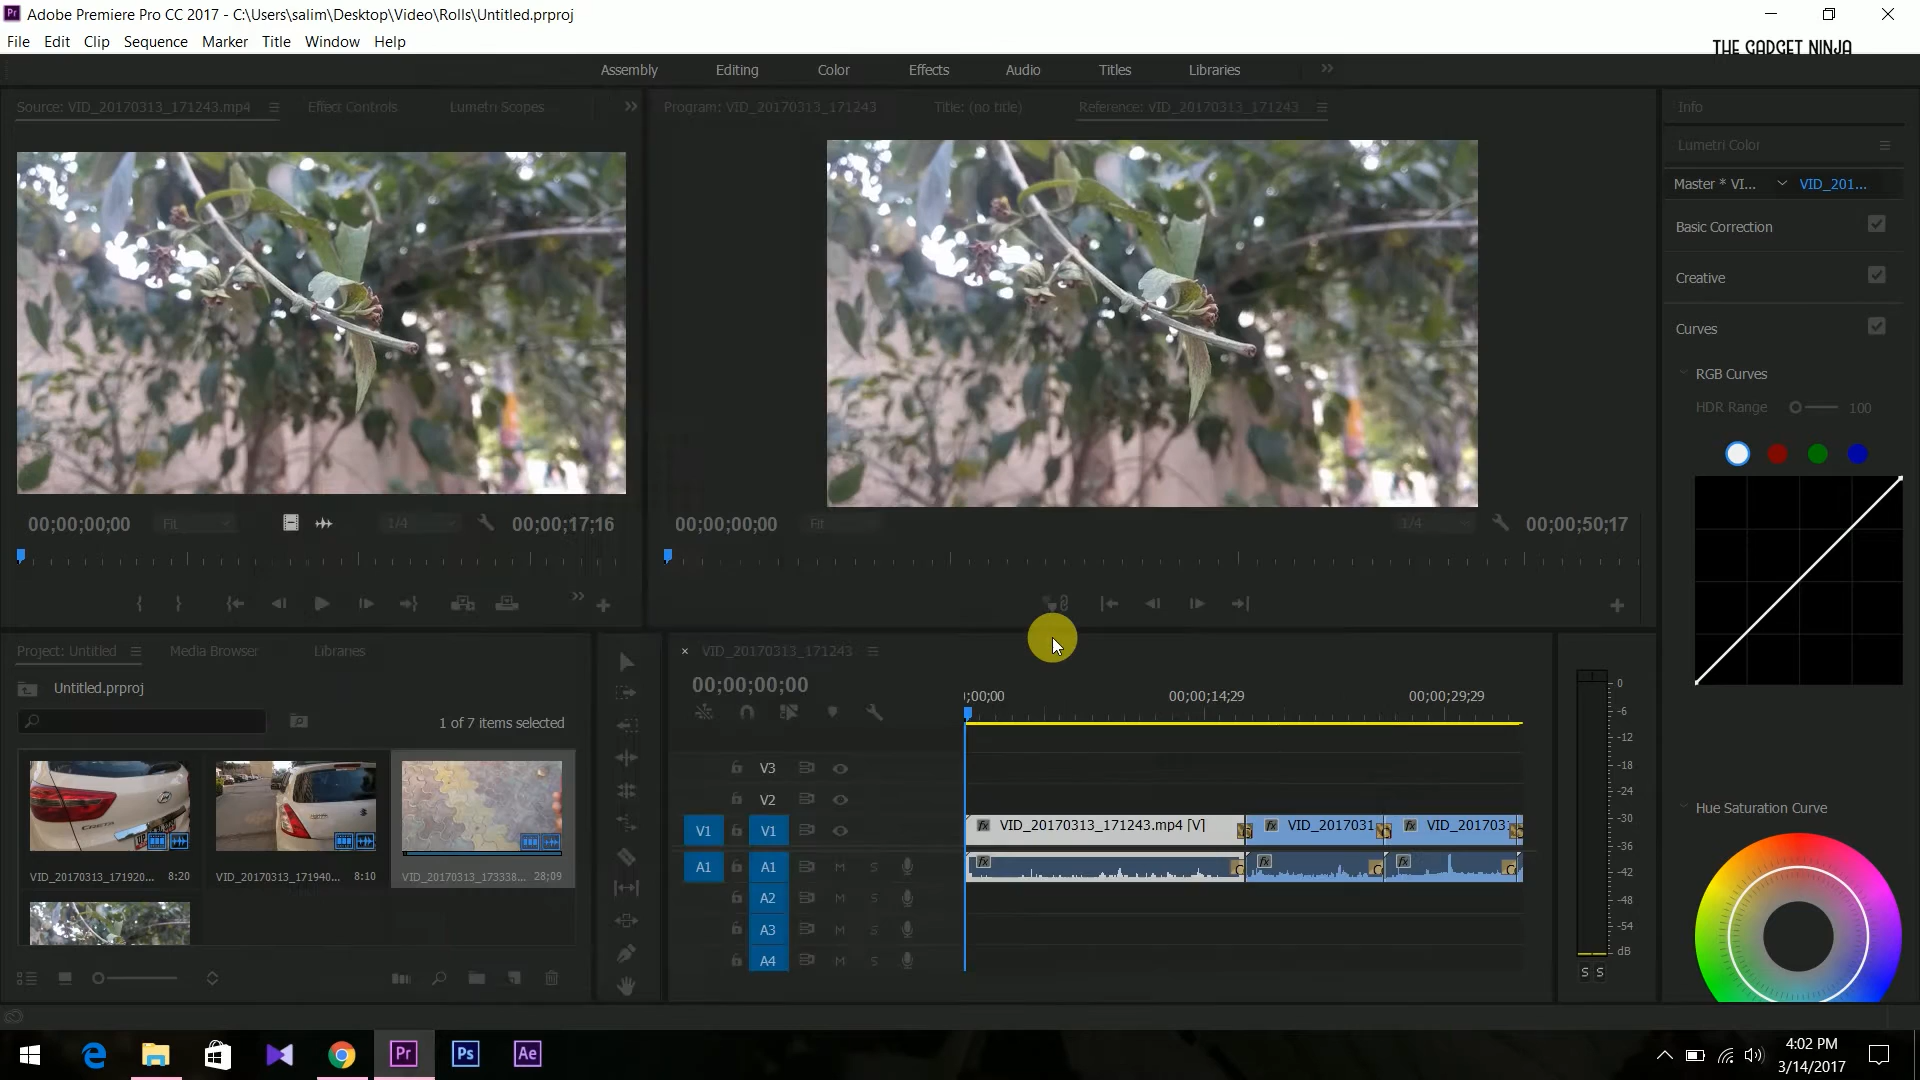 Adobe Premiere Pro CC 2017 - C:\Users\salim\Desktop\Video\Rolls\Untitled.prproj
File Edit Clip Sequence Marker Title Window Help
THE GADGET NINJA
Assembly Editing Color Effects Audio Titles Libraries
Source: VID_20170313_171243.mp4 Effect Controls Lumetri Scopes
Program: VID_20170313_171243 Title: (no title) Reference: VID_20170313_171243
Info
Lumetri Color
Master * VI... VID_201...
Basic Correction
Creative
Curves
RGB Curves
HDR Range 100
00;00;00;00 Fit 1/4 00;00;17;16
00;00;00;00 Fit 1/4 00;00;50;17
Project: Untitled Media Browser Libraries
Untitled.prproj
1 of 7 items selected
CRETA
VID_20170313_171920... 8:20
VID_20170313_171940... 8:10
VID_20170313_173338... 28;09
× VID_20170313_171243
00;00;00;00
;00;00 00;00;14;29 00;00;29;29
V3
V2
V1 V1 VID_20170313_171243.mp4 [V] VID_2017031 VID_201703
A1 A1 M S
A2 M S
A3 M S
A4 M S
0
-6
-12
-18
-24
-30
-36
-42
-48
-54
dB
S S
Hue Saturation Curve
Pr Ps Ae
4:02 PM
3/14/2017